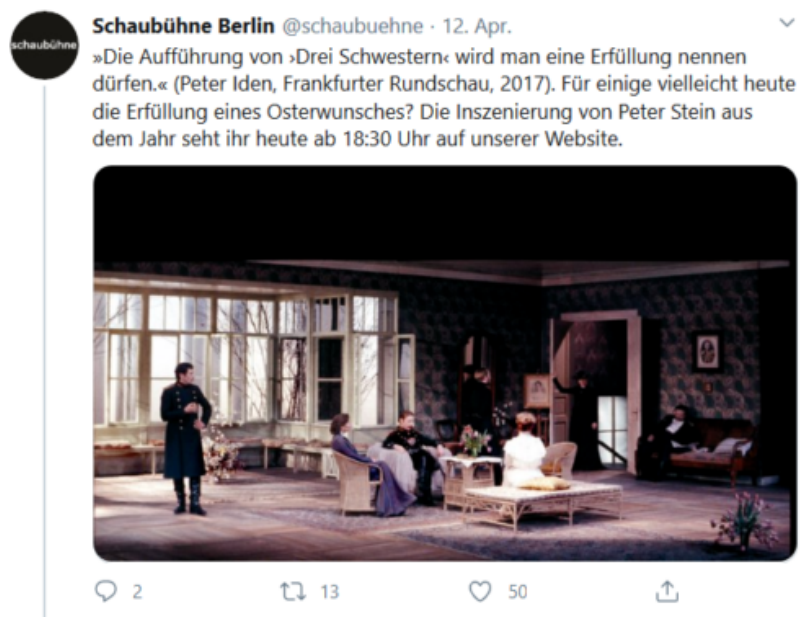 schaubühne
Schaubühne Berlin @schaubuehne · 12. Apr.
»Die Aufführung von ›Drei Schwestern‹ wird man eine Erfüllung nennen
dürfen.« (Peter Iden, Frankfurter Rundschau, 2017). Für einige vielleicht heute
die Erfüllung eines Osterwunsches? Die Inszenierung von Peter Stein aus
dem Jahr seht ihr heute ab 18:30 Uhr auf unserer Website.
2 13 50